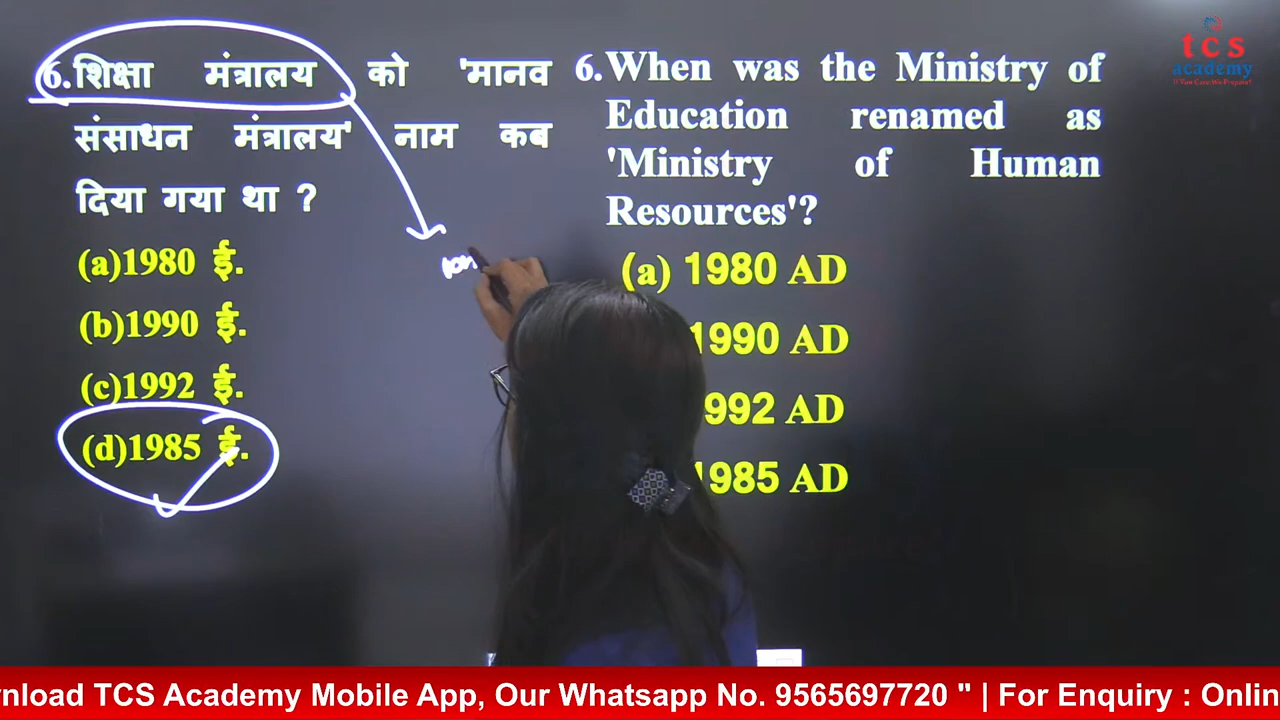 6.शिक्षा मंत्रालय को 'मानव
संसाधन मंत्रालय' नाम कब
दिया गया था ?
(a)1980 ई.
(b)1990 ई.
(c)1992 ई.
(d)1985 ई.
6.When was the Ministry of
Education renamed as
'Ministry of Human
Resources'?
(a) 1980 AD
1990 AD
992 AD
1985 AD
tcs
academy
nload TCS Academy Mobile App, Our Whatsapp No. 9565697720 " | For Enquiry : Onlin